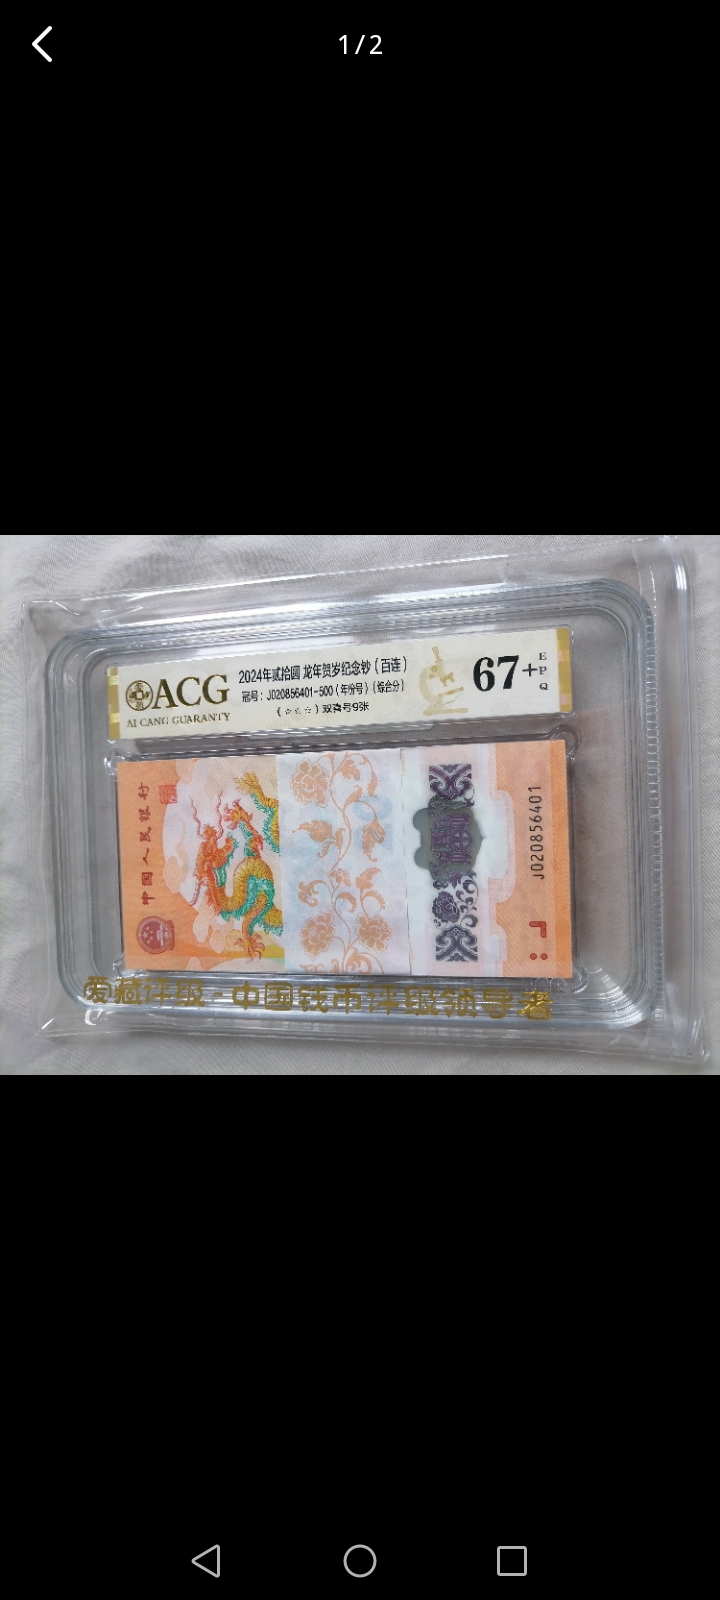 1/2
ACG
AI CANG GUARANTY
2024年贰拾圆 龙年贺岁纪念钞（百连）
冠号：J020856401-500（年份号）（综合分）
双尾号9张
67+
EPQ
中国人民银行
J020856401
爱藏评级-中国钱币评级领导者